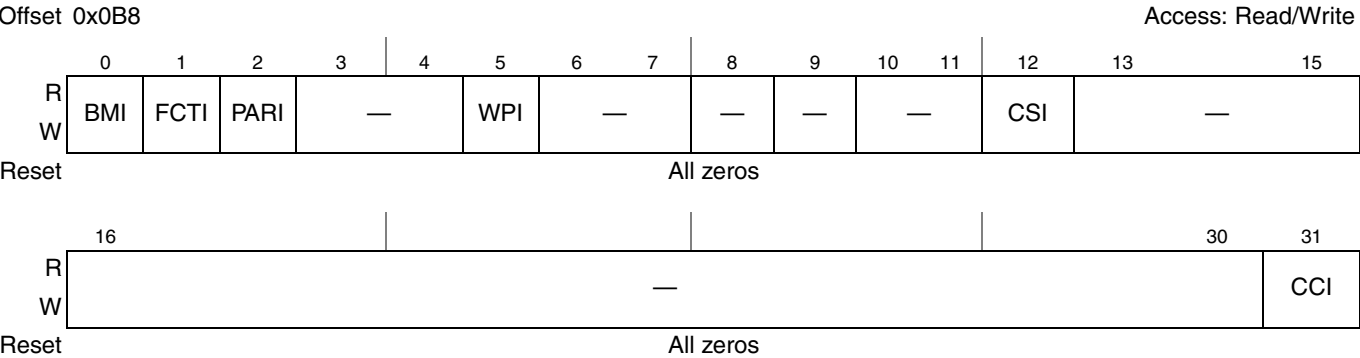 Offset 0x0B8 Access: Read/Write
0 1 2 3 4 5 6 7 8 9 10 11 12 13 15
R
W
BMI FCTI PARI — WPI — — — — CSI —
Reset All zeros
16 30 31
R
W
— CCI
Reset All zeros